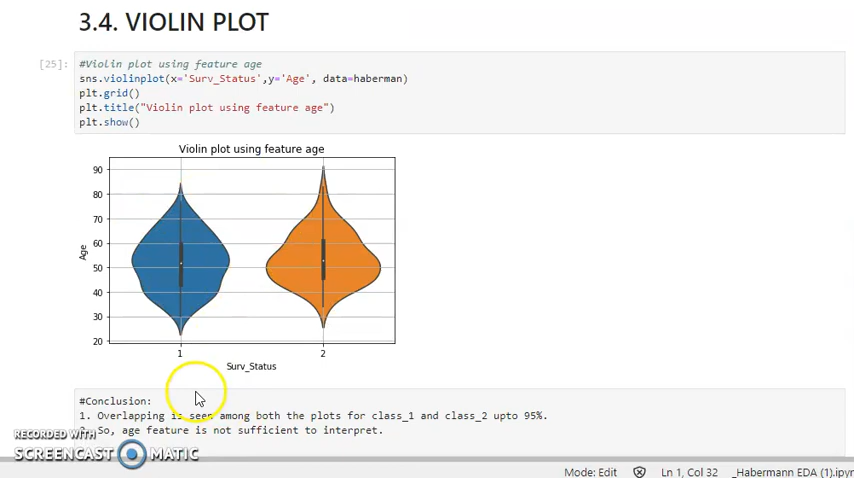 3.4. VIOLIN PLOT
[25]:
#Violin plot using feature age
sns.violinplot(x='Surv_Status',y='Age', data=haberman)
plt.grid()
plt.title("Violin plot using feature age")
plt.show()
Violin plot using feature age
90
80
70
60
50
40
30
20
Age
1
2
Surv_Status
#Conclusion:
1. Overlapping is seen among both the plots for class_1 and class_2 upto 95%.
So, age feature is not sufficient to interpret.
RECORDED WITH
SCREENCAST MATIC
Mode: Edit
Ln 1, Col 32
_Habermann EDA (1).ipyr